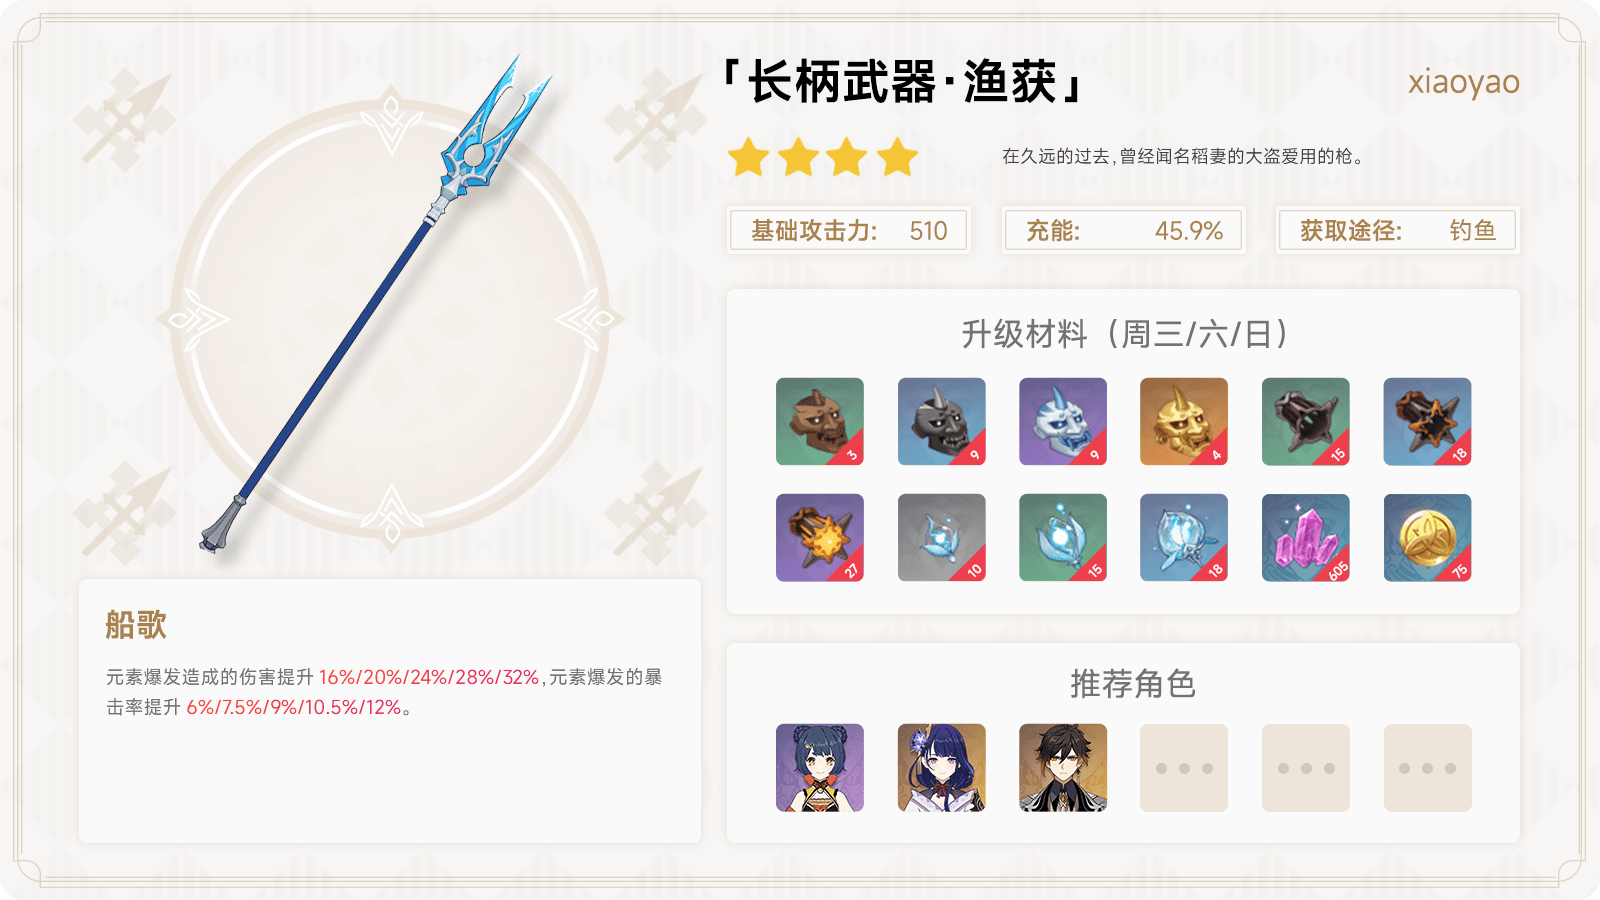 「长柄武器·渔获」
xiaoyao
在久远的过去,曾经闻名稻妻的大盗爱用的枪。
基础攻击力: 510
充能: 45.9%
获取途径: 钓鱼
升级材料（周三/六/日）
3 9 9 4 15 18
27 10 15 18 605 75
船歌
元素爆发造成的伤害提升 16%/20%/24%/28%/32%,元素爆发的暴
击率提升 6%/7.5%/9%/10.5%/12%。
推荐角色